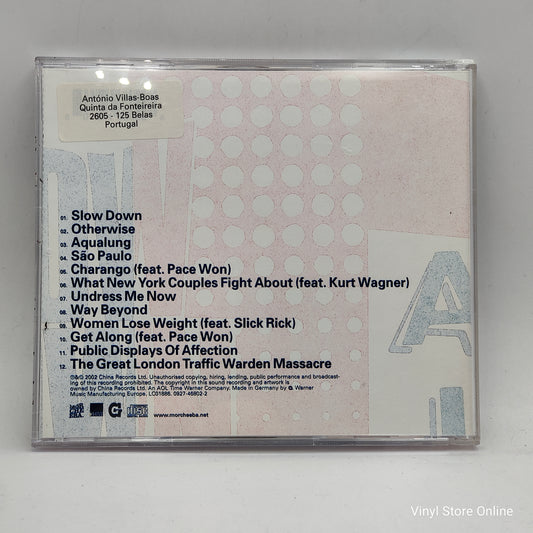 António Villas-Boas
Quinta da Fonteireira
2605 - 125 Belas
Portugal
01. Slow Down
02. Otherwise
03. Aqualung
04. São Paulo
05. Charango (feat. Pace Won)
06. What New York Couples Fight About (feat. Kurt Wagner)
07. Undress Me Now
08. Way Beyond
09. Women Lose Weight (feat. Slick Rick)
10. Get Along (feat. Pace Won)
11. Public Displays Of Affection
12. The Great London Traffic Warden Massacre
℗&© 2002 China Records Ltd. Unauthorised copying, hiring, lending, public performance and broadcast-
ing of this recording prohibited. The copyright in this sound recording and artwork is
owned by China Records Ltd. An AOL Time Warner Company. Made in Germany by Warner
Music Manufacturing Europe. LC01886. 0927-46802-2
www.morcheeba.net
Vinyl Store Online